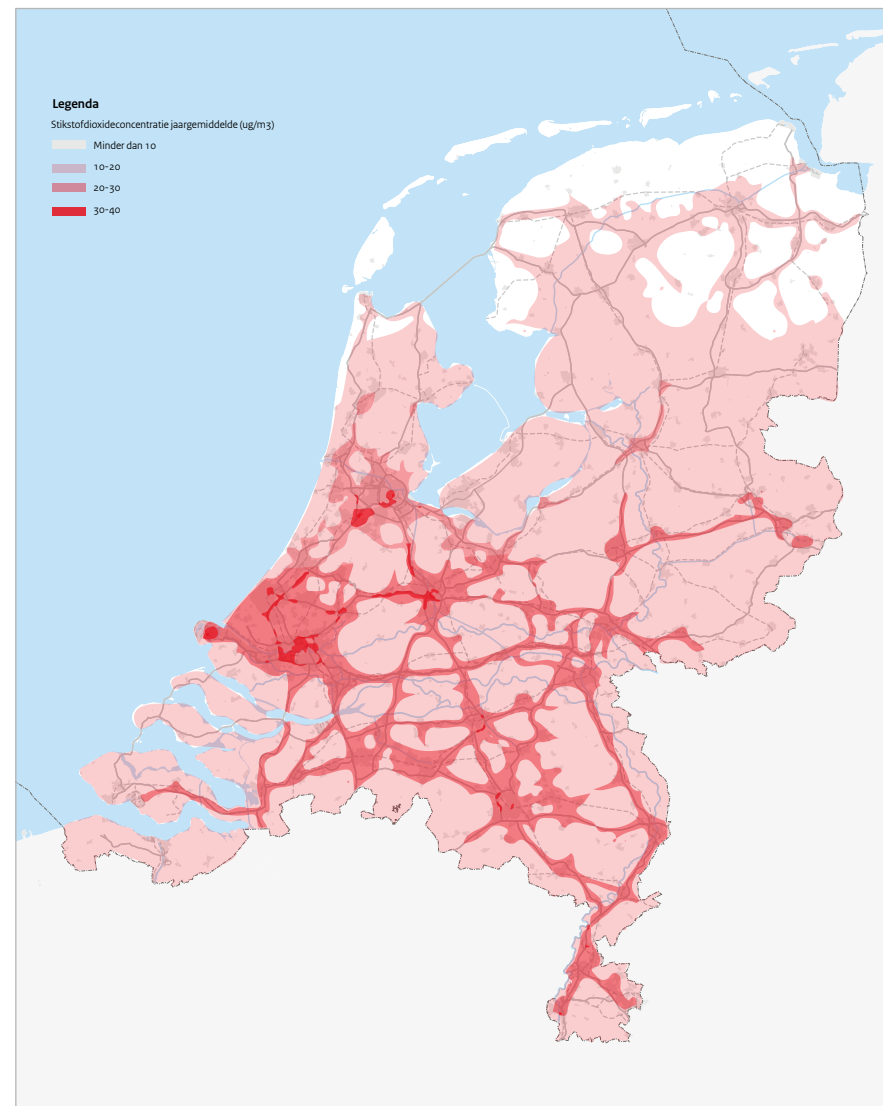 Legenda
Stikstofdioxideconcentratie jaargemiddelde (ug/m3)
Minder dan 10
10-20
20-30
30-40